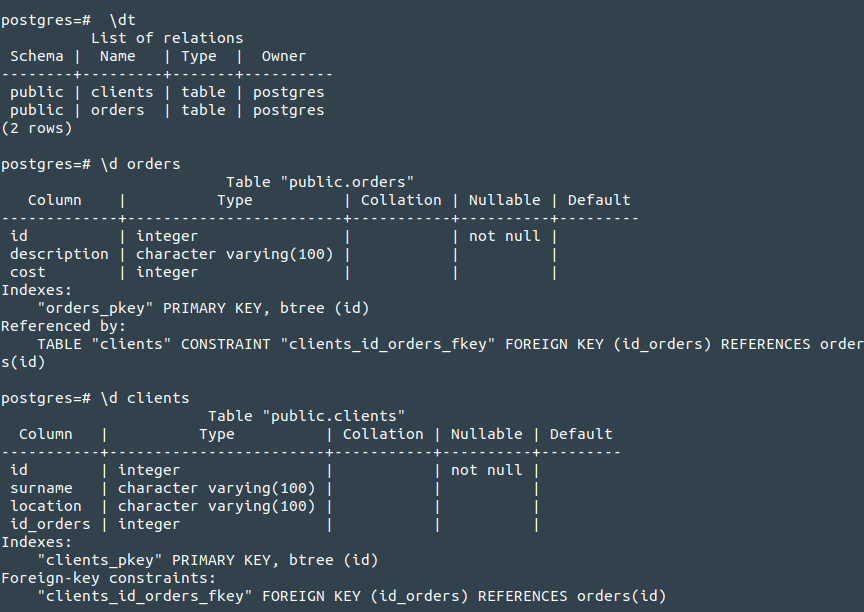 postgres=#  \dt
          List of relations
 Schema |  Name   | Type  |  Owner
--------+---------+-------+----------
 public | clients | table | postgres
 public | orders  | table | postgres
(2 rows)

postgres=# \d orders
                         Table "public.orders"
   Column    |          Type          | Collation | Nullable | Default
-------------+------------------------+-----------+----------+---------
 id          | integer                |           | not null |
 description | character varying(100) |           |          |
 cost        | integer                |           |          |
Indexes:
    "orders_pkey" PRIMARY KEY, btree (id)
Referenced by:
    TABLE "clients" CONSTRAINT "clients_id_orders_fkey" FOREIGN KEY (id_orders) REFERENCES order
s(id)

postgres=# \d clients
                       Table "public.clients"
  Column   |          Type          | Collation | Nullable | Default
-----------+------------------------+-----------+----------+---------
 id        | integer                |           | not null |
 surname   | character varying(100) |           |          |
 location  | character varying(100) |           |          |
 id_orders | integer                |           |          |
Indexes:
    "clients_pkey" PRIMARY KEY, btree (id)
Foreign-key constraints:
    "clients_id_orders_fkey" FOREIGN KEY (id_orders) REFERENCES orders(id)